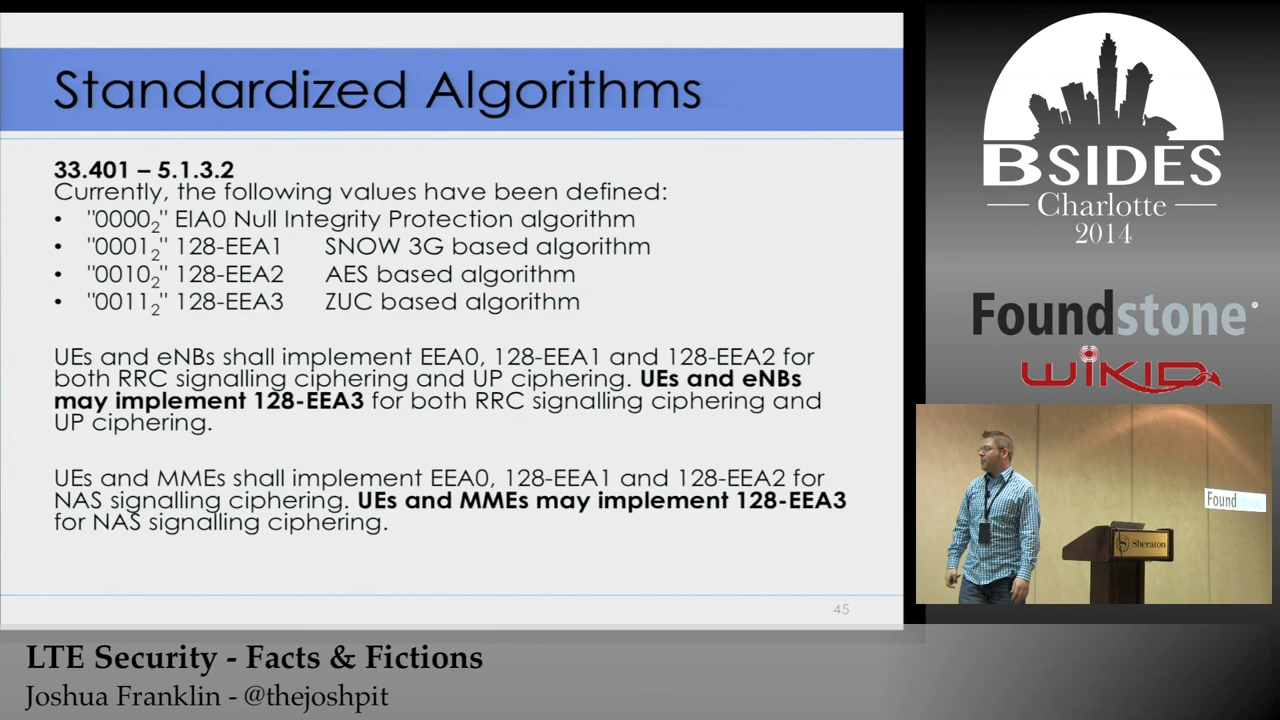 Standardized Algorithms
33.401 – 5.1.3.2
Currently, the following values have been defined:
• "0000₂" EIA0 Null Integrity Protection algorithm
• "0001₂" 128-EEA1 SNOW 3G based algorithm
• "0010₂" 128-EEA2 AES based algorithm
• "0011₂" 128-EEA3 ZUC based algorithm
UEs and eNBs shall implement EEA0, 128-EEA1 and 128-EEA2 for
both RRC signalling ciphering and UP ciphering. UEs and eNBs
may implement 128-EEA3 for both RRC signalling ciphering and
UP ciphering.
UEs and MMEs shall implement EEA0, 128-EEA1 and 128-EEA2 for
NAS signalling ciphering. UEs and MMEs may implement 128-EEA3
for NAS signalling ciphering.
45
BSIDES
Charlotte
2014
Foundstone
WiKID
Found
Sheraton
LTE Security - Facts & Fictions
Joshua Franklin - @thejoshpit